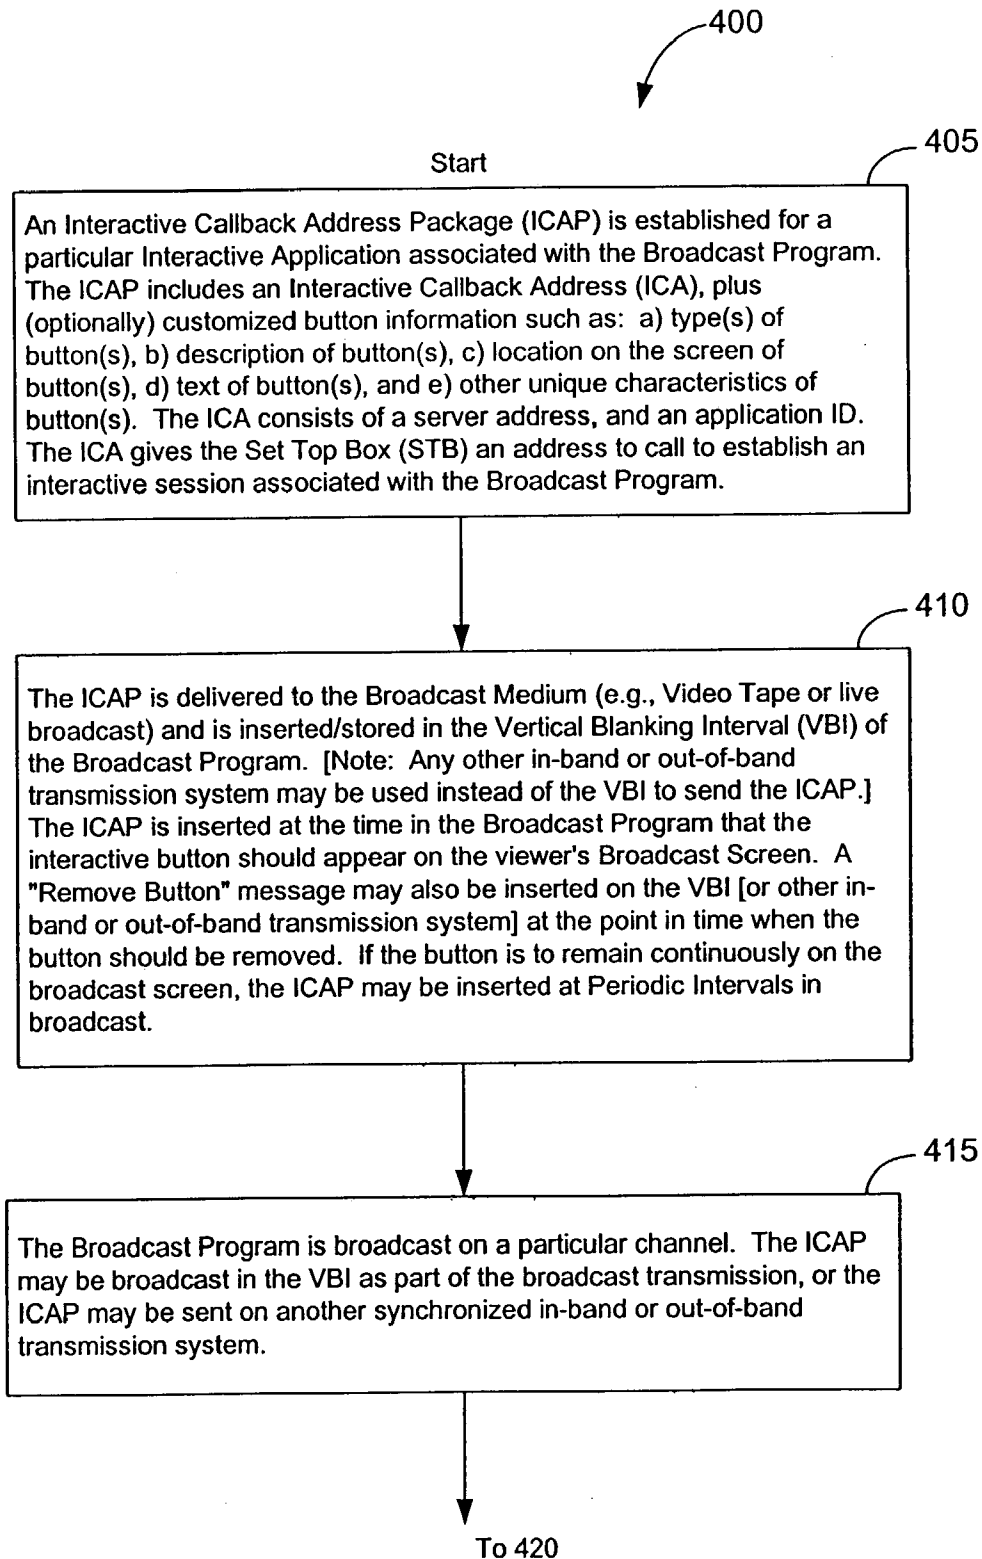 400
405
Start
An Interactive Callback Address Package (ICAP) is established for a
particular Interactive Application associated with the Broadcast Program.
The ICAP includes an Interactive Callback Address (ICA), plus
(optionally) customized button information such as:  a) type(s) of
button(s), b) description of button(s), c) location on the screen of
button(s), d) text of button(s), and e) other unique characteristics of
button(s).  The ICA consists of a server address, and an application ID.
The ICA gives the Set Top Box (STB) an address to call to establish an
interactive session associated with the Broadcast Program.
410
The ICAP is delivered to the Broadcast Medium (e.g., Video Tape or live
broadcast) and is inserted/stored in the Vertical Blanking Interval (VBI) of
the Broadcast Program.  [Note:  Any other in-band or out-of-band
transmission system may be used instead of the VBI to send the ICAP.]
The ICAP is inserted at the time in the Broadcast Program that the
interactive button should appear on the viewer's Broadcast Screen.  A
"Remove Button" message may also be inserted on the VBI [or other in-
band or out-of-band transmission system] at the point in time when the
button should be removed.  If the button is to remain continuously on the
broadcast screen, the ICAP may be inserted at Periodic Intervals in
broadcast.
415
The Broadcast Program is broadcast on a particular channel.  The ICAP
may be broadcast in the VBI as part of the broadcast transmission, or the
ICAP may be sent on another synchronized in-band or out-of-band
transmission system.
To 420